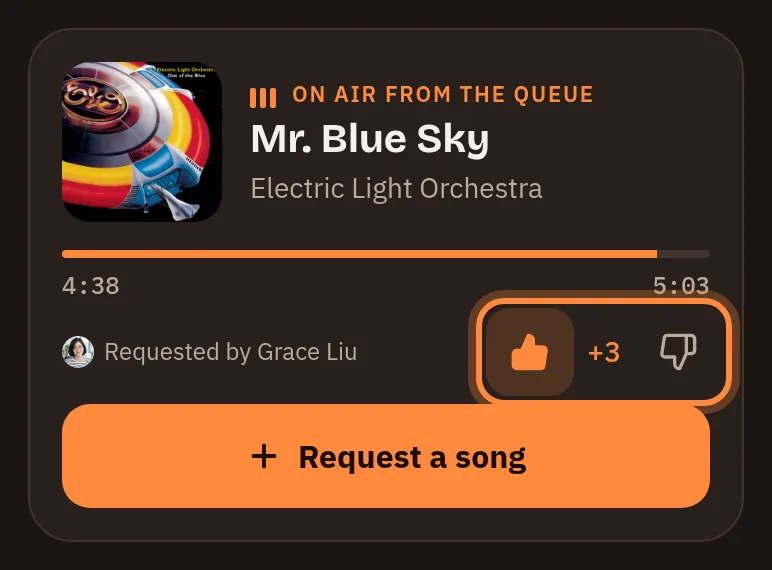 Electric Light Orchestra
Out of the Blue
ELO
ON AIR FROM THE QUEUE
Mr. Blue Sky
Electric Light Orchestra
4:38
5:03
Requested by Grace Liu
+3
+ Request a song